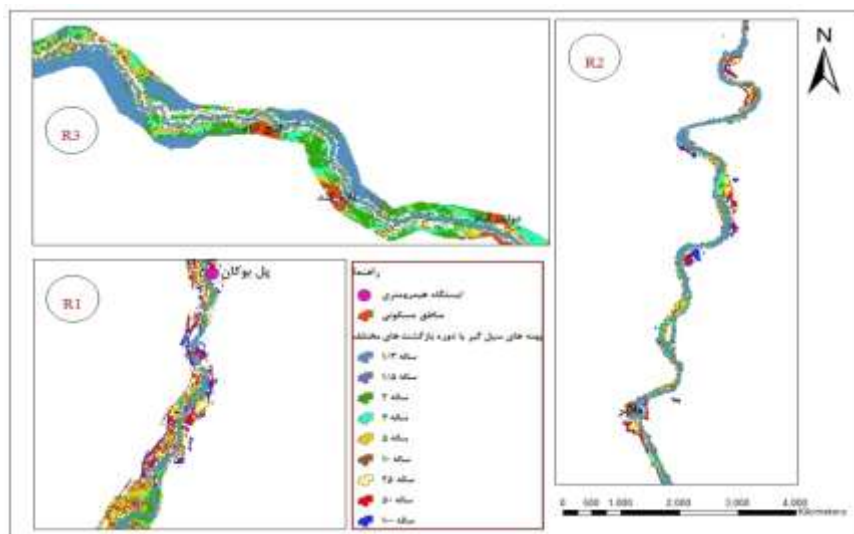 R3
R2
N
R1
پل بوکان
راهنما
ایستگاه هیدرومتری
مناطق مسکونی
پهنه های سیل گیر با دوره بازگشت های مختلف
۱/۱۳ ساله
۱/۱۵ ساله
۲ ساله
۳ ساله
۵ ساله
۱۰ ساله
۲۵ ساله
۵۰ ساله
۱۰۰ ساله
0 500 1.000 2.000 3.000 4.000
Kilometers